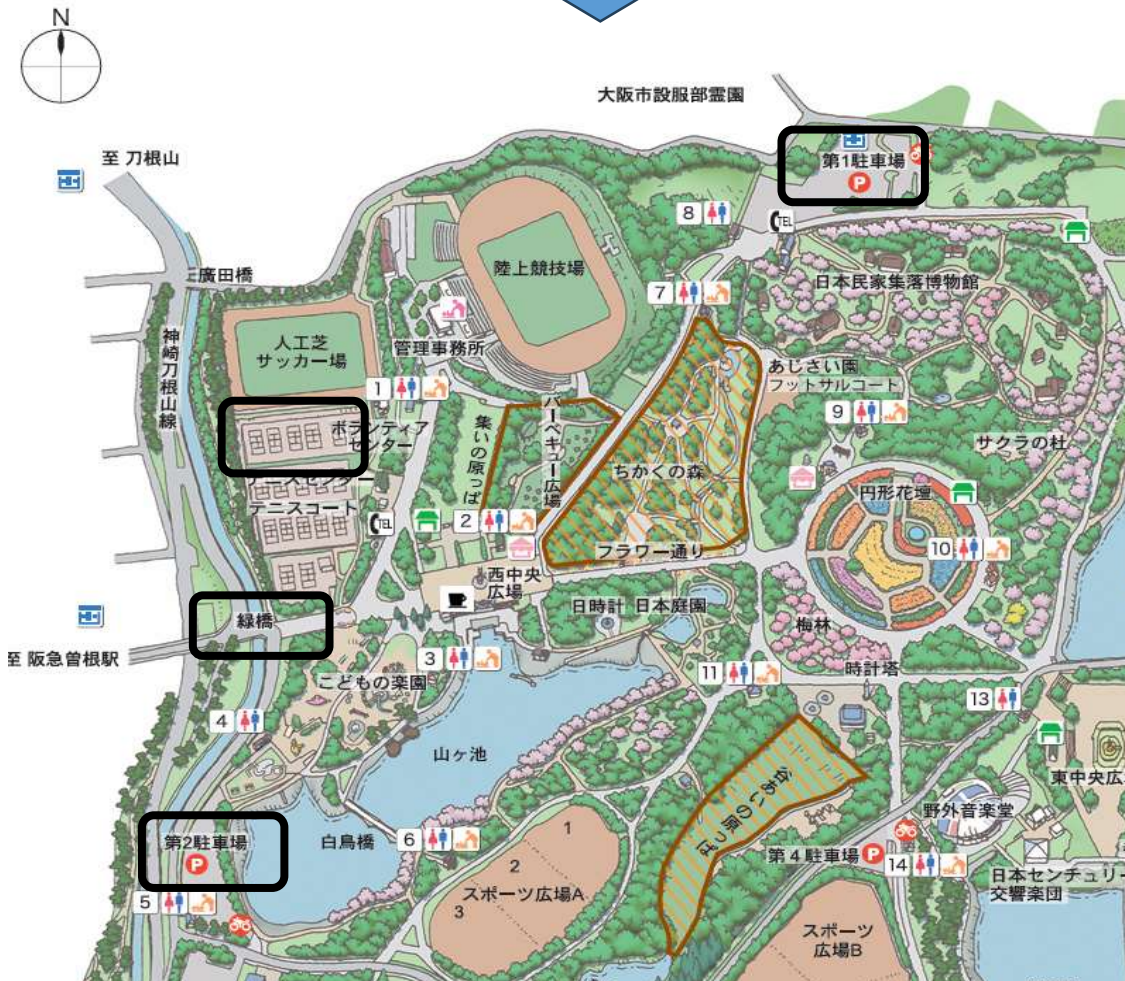 N
大阪市設服部霊園
至 刀根山
第1駐車場
P
8
TEL
廣田橋
陸上競技場
7
日本民家集落博物館
神崎刀根山線
人工芝
サッカー場
管理事務所
あじさい園
フットサルコート
1
9
ボランティア
センター
集いの原っぱ
バーベキュー広場
サクラの杜
ちかくの森
テニスセンター
円形花壇
テニスコート
TEL
2
フラワー通り
10
西中央
広場
緑橋
日時計
日本庭園
梅林
至 阪急曽根駅
3
こどもの楽園
11
時計塔
4
13
山ヶ池
谷あいの原っぱ
東中央広
野外音楽堂
第2駐車場
P
白鳥橋
6
1
2
3
スポーツ広場A
第4駐車場
P
14
日本センチュリー
交響楽団
5
スポーツ
広場B